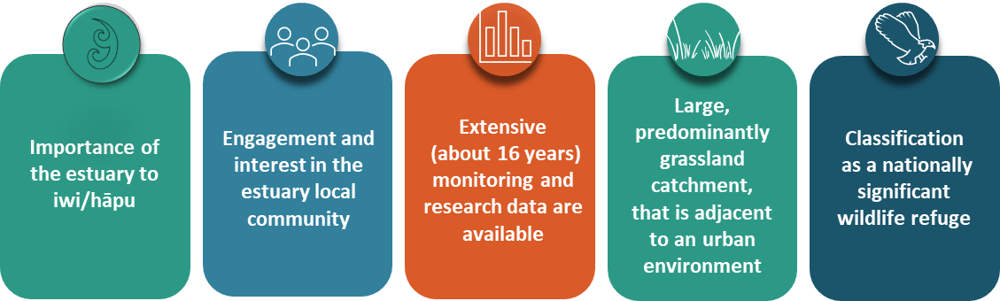 Importance of
the estuary to
iwi/hāpu
Engagement and
interest in the
estuary local
community
Extensive
(about 16 years)
monitoring and
research data are
available
Large,
predominantly
grassland
catchment,
that is adjacent
to an urban
environment
Classification
as a nationally
significant
wildlife refuge